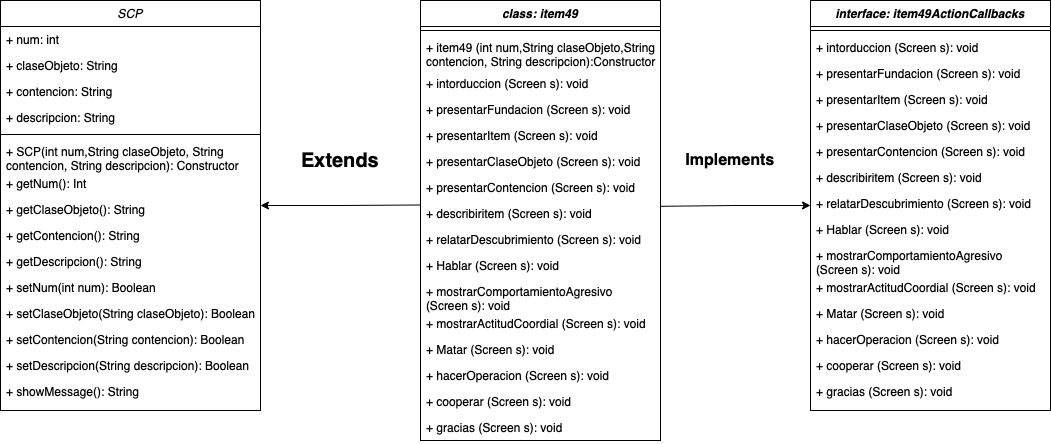 SCP
+ num: int
+ claseObjeto: String
+ contencion: String
+ descripcion: String
+ SCP(int num,String claseObjeto, String
contencion, String descripcion): Constructor
+ getNum(): Int
+ getClaseObjeto(): String
+ getContencion(): String
+ getDescripcion(): String
+ setNum(int num): Boolean
+ setClaseObjeto(String claseObjeto): Boolean
+ setContencion(String contencion): Boolean
+ setDescripcion(String descripcion): Boolean
+ showMessage(): String
Extends
class: item49
+ item49 (int num,String claseObjeto,String
contencion, String descripcion):Constructor
+ intorduccion (Screen s): void
+ presentarFundacion (Screen s): void
+ presentarItem (Screen s): void
+ presentarClaseObjeto (Screen s): void
+ presentarContencion (Screen s): void
+ describiritem (Screen s): void
+ relatarDescubrimiento (Screen s): void
+ Hablar (Screen s): void
+ mostrarComportamientoAgresivo
(Screen s): void
+ mostrarActitudCoordial (Screen s): void
+ Matar (Screen s): void
+ hacerOperacion (Screen s): void
+ cooperar (Screen s): void
+ gracias (Screen s): void
Implements
interface: item49ActionCallbacks
+ intorduccion (Screen s): void
+ presentarFundacion (Screen s): void
+ presentarItem (Screen s): void
+ presentarClaseObjeto (Screen s): void
+ presentarContencion (Screen s): void
+ describiritem (Screen s): void
+ relatarDescubrimiento (Screen s): void
+ Hablar (Screen s): void
+ mostrarComportamientoAgresivo
(Screen s): void
+ mostrarActitudCoordial (Screen s): void
+ Matar (Screen s): void
+ hacerOperacion (Screen s): void
+ cooperar (Screen s): void
+ gracias (Screen s): void